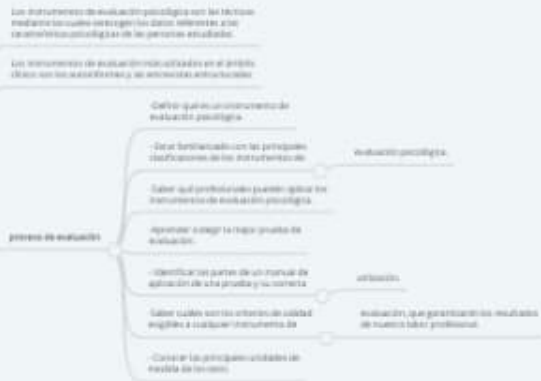 Los instrumentos de evaluación psicológica son las técnicas
mediante las cuales se recogen los datos referentes a las
características psicológicas de las personas estudiadas.
Los instrumentos de evaluación más utilizados en el ámbito
clínico son los autoinformes y las entrevistas estructuradas.
-Definir qué es un instrumento de
evaluación psicológica.
- Estar familiarizado con las principales
clasificaciones de los instrumentos de
evaluación psicológica.
-Saber qué profesionales pueden aplicar los
instrumentos de evaluación psicológica.
-Aprender a elegir la mejor prueba de
evaluación.
proceso de evaluación
- Identificar las partes de un manual de
aplicación de una prueba y su correcta
utilización.
-Saber cuáles son los criterios de calidad
exigibles a cualquier instrumento de
evaluación, que garantizarán los resultados
de nuestra labor profesional.
-Conocer las principales unidades de
medida de los tests.